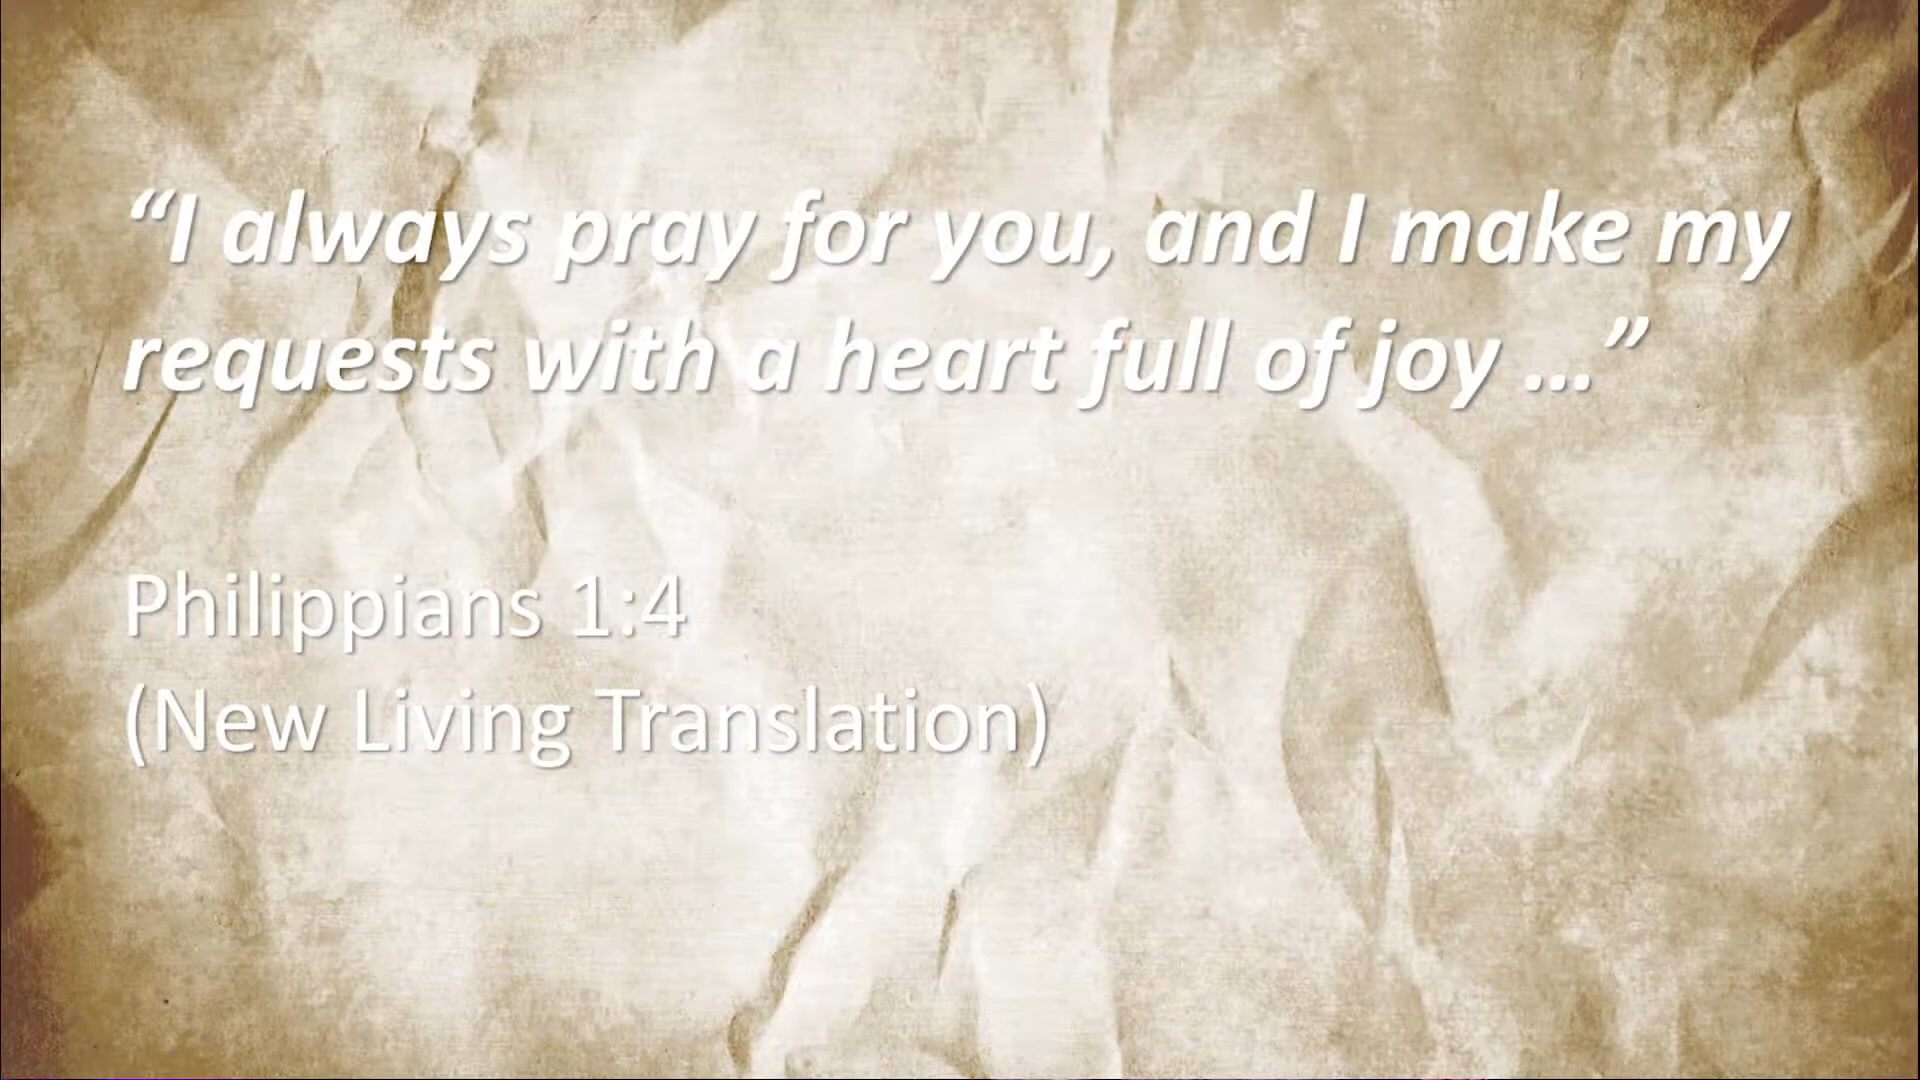 “I always pray for you, and I make my
requests with a heart full of joy …”
Philippians 1:4
(New Living Translation)